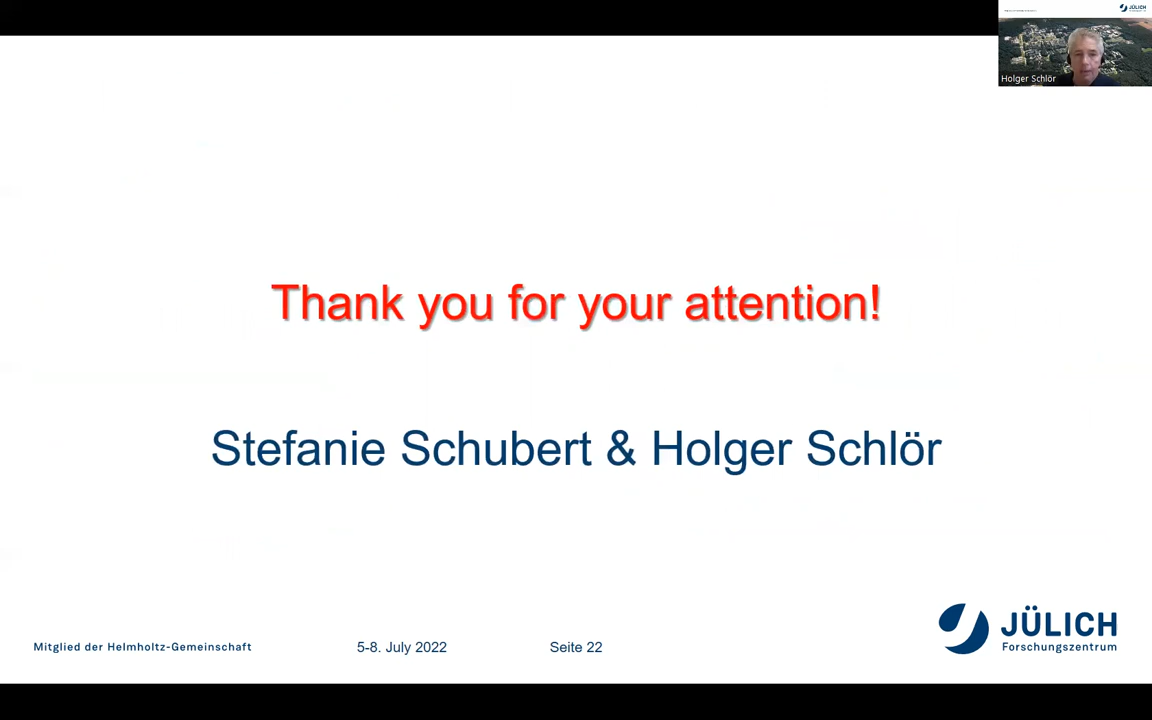 JÜLICH
Holger Schlör
Thank you for your attention!
Stefanie Schubert & Holger Schlör
Mitglied der Helmholtz-Gemeinschaft
5-8. July 2022
Seite 22
JÜLICH
Forschungszentrum